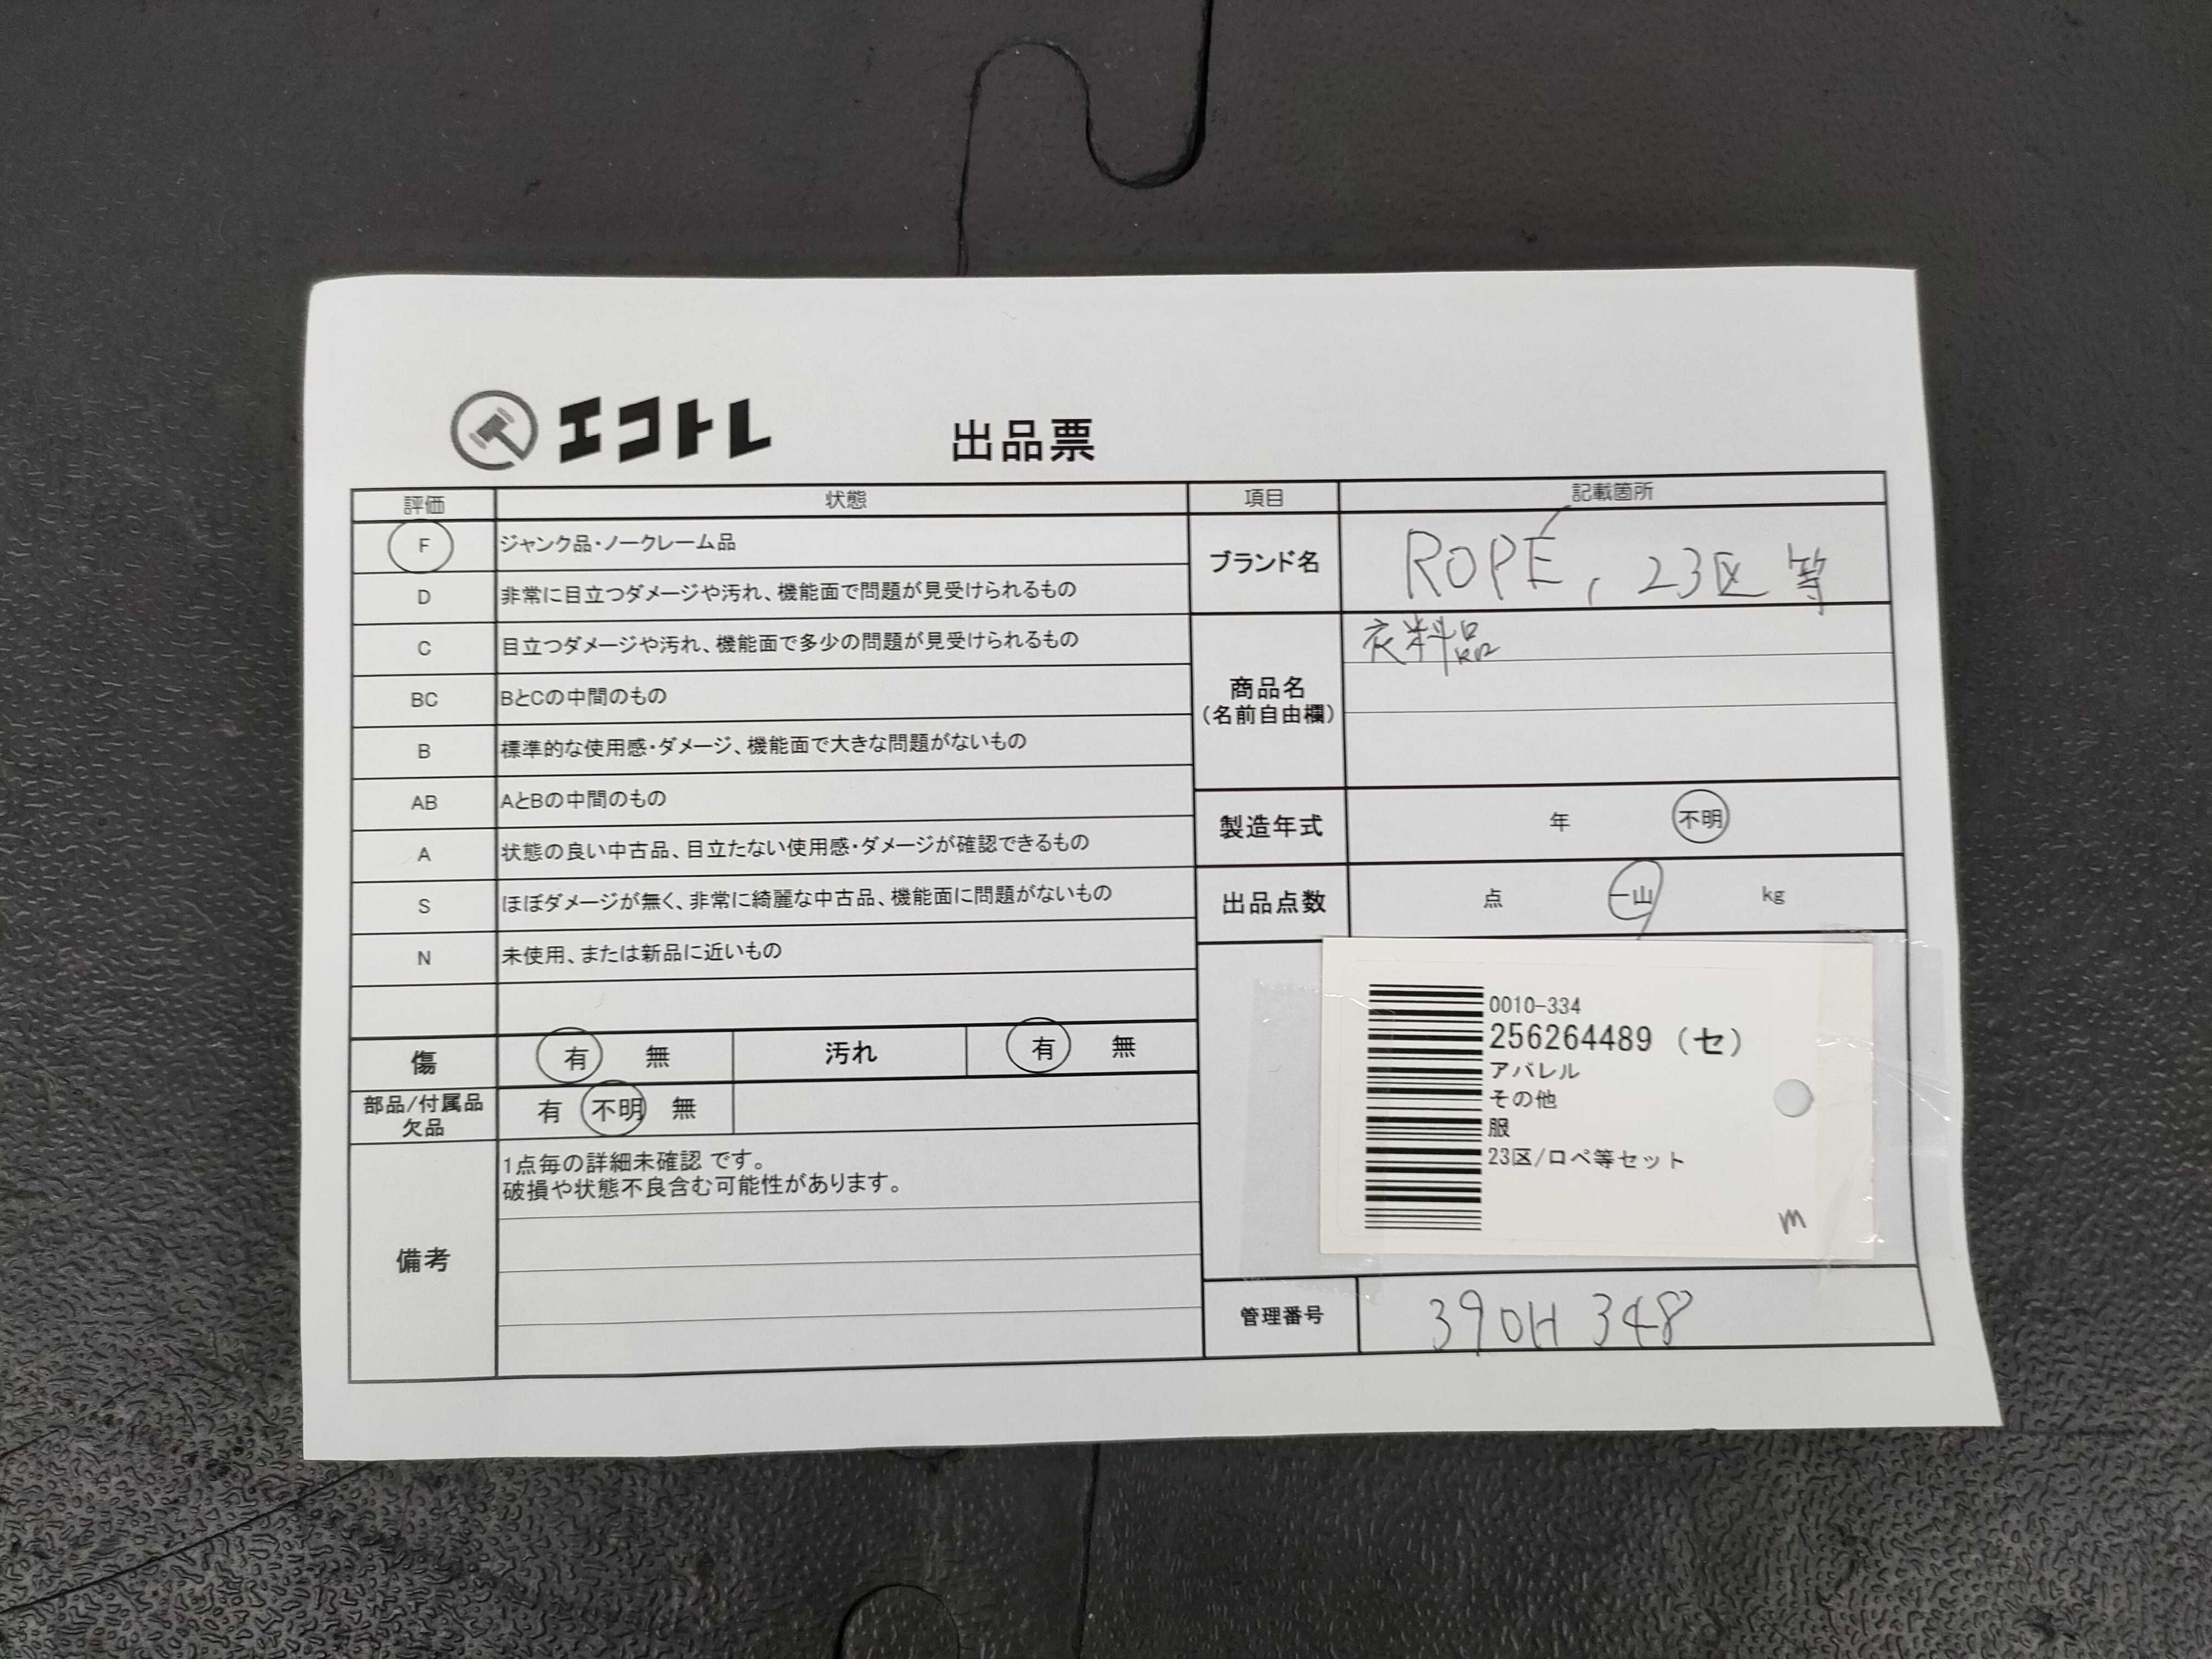 エコトレ 出品票
評価 状態
F ジャンク品・ノークレーム品
D 非常に目立つダメージや汚れ、機能面で問題が見受けられるもの
C 目立つダメージや汚れ、機能面で多少の問題が見受けられるもの
BC BとCの中間のもの
B 標準的な使用感・ダメージ、機能面で大きな問題がないもの
AB AとBの中間のもの
A 状態の良い中古品、目立たない使用感・ダメージが確認できるもの
S ほぼダメージが無く、非常に綺麗な中古品、機能面に問題がないもの
N 未使用、または新品に近いもの
傷 有 無 汚れ 有 無
部品/付属品
欠品
有 不明 無
備考
1点毎の詳細未確認 です。
破損や状態不良含む可能性があります。
項目 記載箇所
ブランド名 ROPÉ, 23区 等
商品名
(名前自由欄)
衣料品
製造年式 年 不明
出品点数 点 一山 kg
0010-334
256264489 (セ)
アパレル
その他
服
23区/ロペ等セット
m
管理番号 390H 348